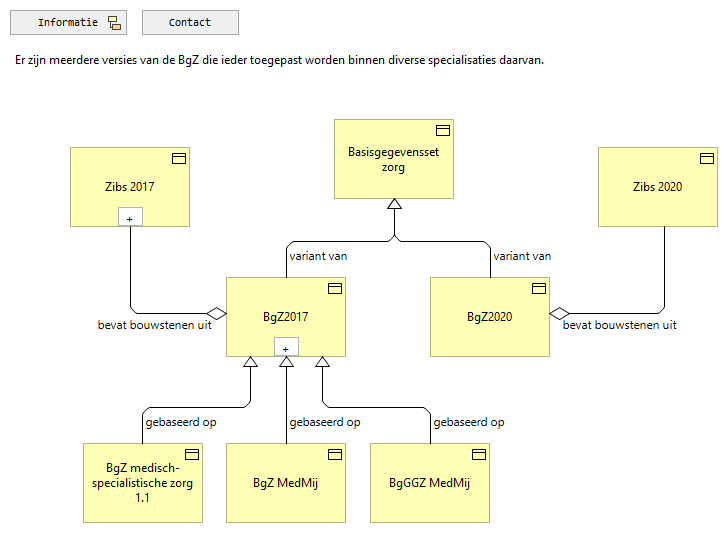 Informatie
Contact
Er zijn meerdere versies van de BgZ die ieder toegepast worden binnen diverse specialisaties daarvan.
Basisgegevensset
zorg
Zibs 2017
+
Zibs 2020
variant van
variant van
BgZ2017
+
BgZ2020
bevat bouwstenen uit
bevat bouwstenen uit
gebaseerd op
gebaseerd op
gebaseerd op
BgZ medisch-
specialistische zorg
1.1
BgZ MedMij
BgGGZ MedMij